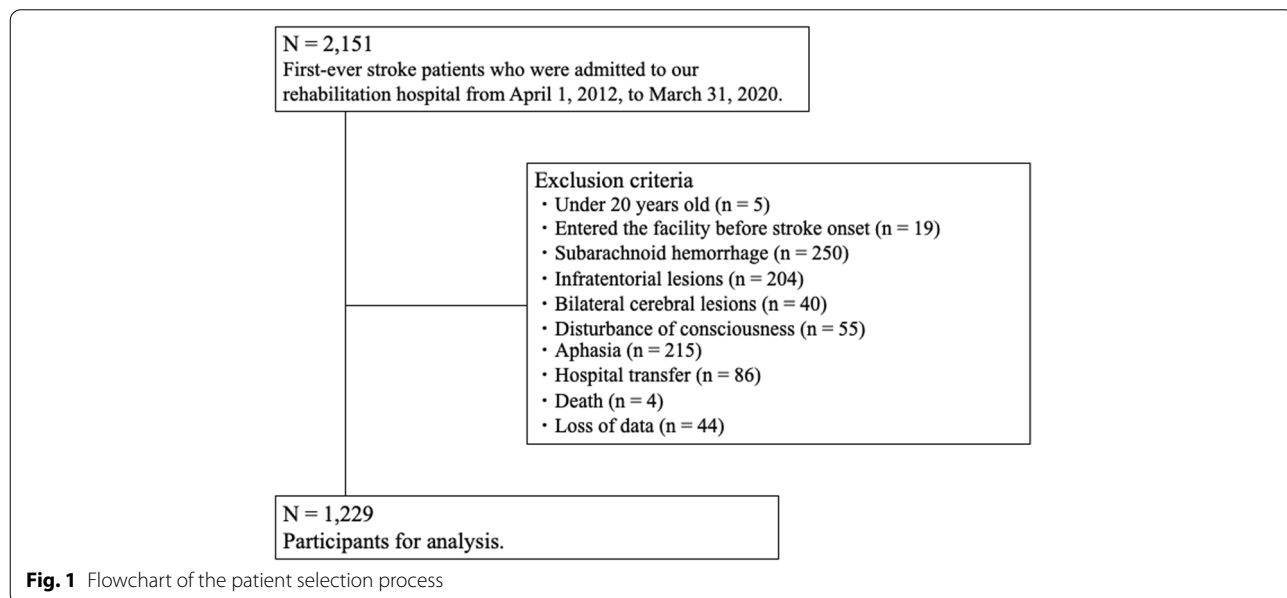 N = 2,151
First-ever stroke patients who were admitted to our
rehabilitation hospital from April 1, 2012, to March 31, 2020.
Exclusion criteria
・Under 20 years old (n = 5)
・Entered the facility before stroke onset (n = 19)
・Subarachnoid hemorrhage (n = 250)
・Infratentorial lesions (n = 204)
・Bilateral cerebral lesions (n = 40)
・Disturbance of consciousness (n = 55)
・Aphasia (n = 215)
・Hospital transfer (n = 86)
・Death (n = 4)
・Loss of data (n = 44)
N = 1,229
Participants for analysis.
Fig. 1 Flowchart of the patient selection process